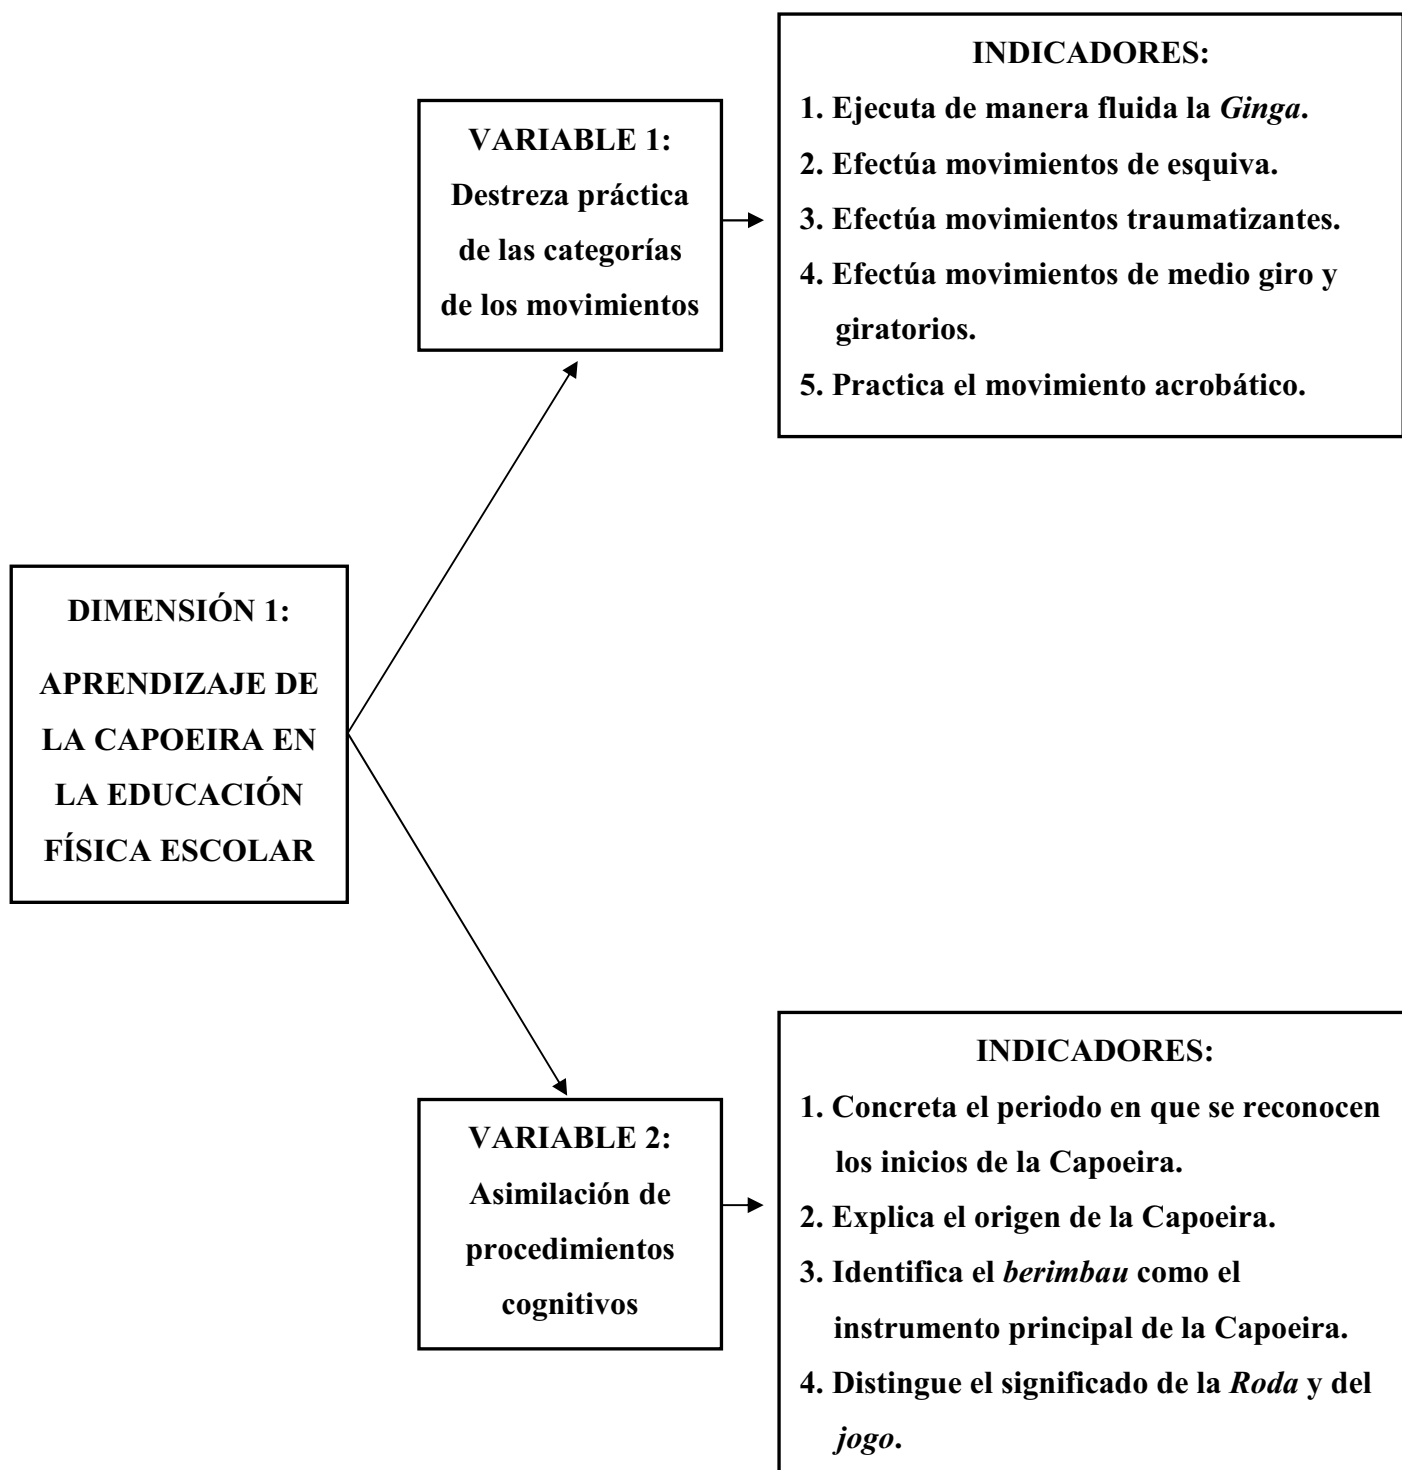 INDICADORES:
1. Ejecuta de manera fluida la Ginga.
2. Efectúa movimientos de esquiva.
3. Efectúa movimientos traumatizantes.
4. Efectúa movimientos de medio giro y
giratorios.
5. Practica el movimiento acrobático.
VARIABLE 1:
Destreza práctica
de las categorías
de los movimientos
DIMENSIÓN 1:
APRENDIZAJE DE
LA CAPOEIRA EN
LA EDUCACIÓN
FÍSICA ESCOLAR
VARIABLE 2:
Asimilación de
procedimientos
cognitivos
INDICADORES:
1. Concreta el periodo en que se reconocen
los inicios de la Capoeira.
2. Explica el origen de la Capoeira.
3. Identifica el berimbau como el
instrumento principal de la Capoeira.
4. Distingue el significado de la Roda y del
jogo.